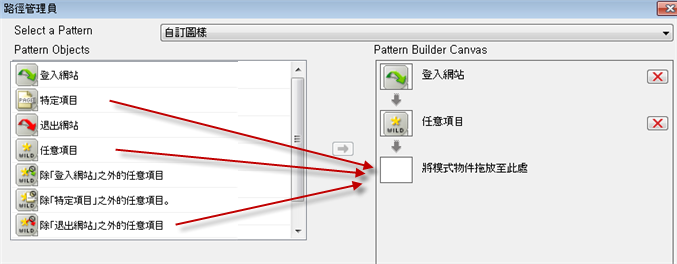 路徑管理員
Select a Pattern
自訂圖樣
Pattern Objects
Pattern Builder Canvas
登入網站
特定項目
退出網站
任意項目
除「登入網站」之外的任意項目
除「特定項目」之外的任意項目。
除「退出網站」之外的任意項目
登入網站
任意項目
將模式物件拖放至此處
PAGE
WILD
WILD
WILD
WILD
WILD